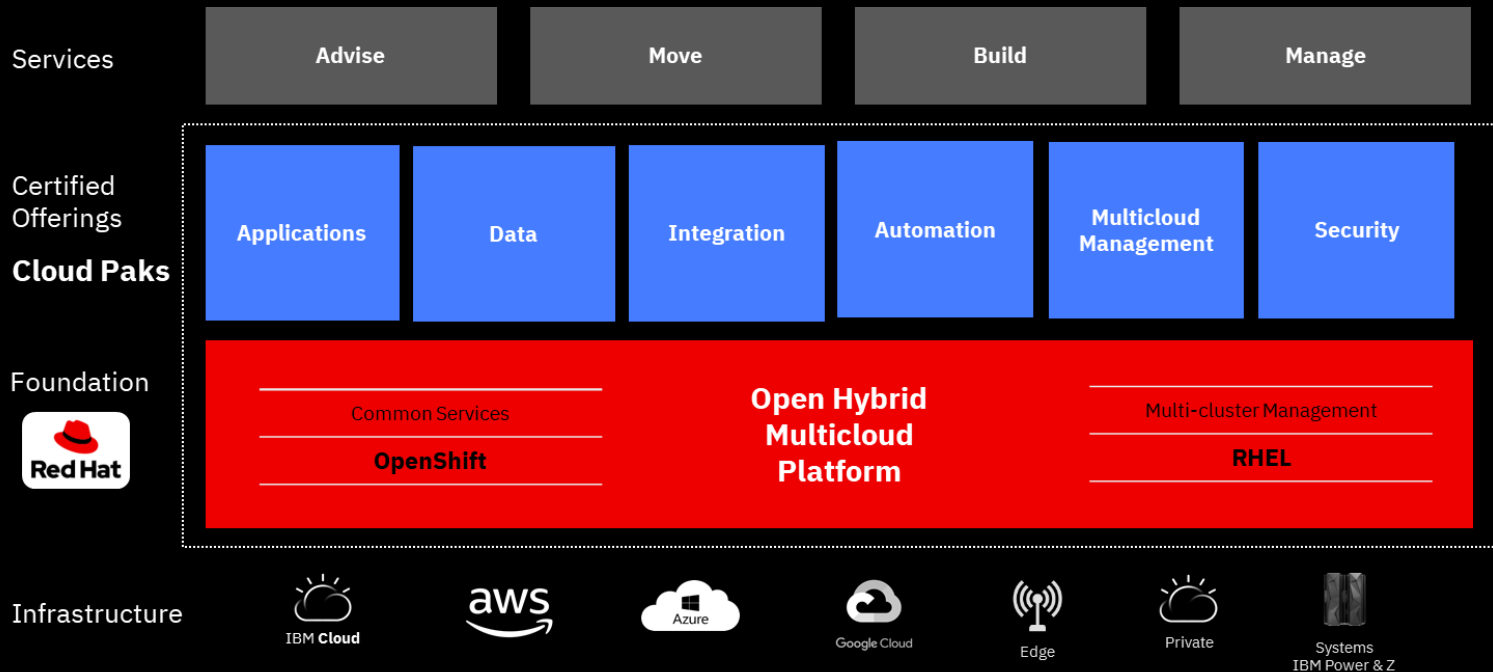 Services
Advise
Move
Build
Manage
Certified
Offerings
Cloud Paks
Applications
Data
Integration
Automation
Multicloud
Management
Security
Foundation
Red Hat
Common Services
OpenShift
Open Hybrid
Multicloud
Platform
Multi-cluster Management
RHEL
Infrastructure
IBM Cloud
aws
Azure
Google Cloud
Edge
Private
Systems
IBM Power & Z